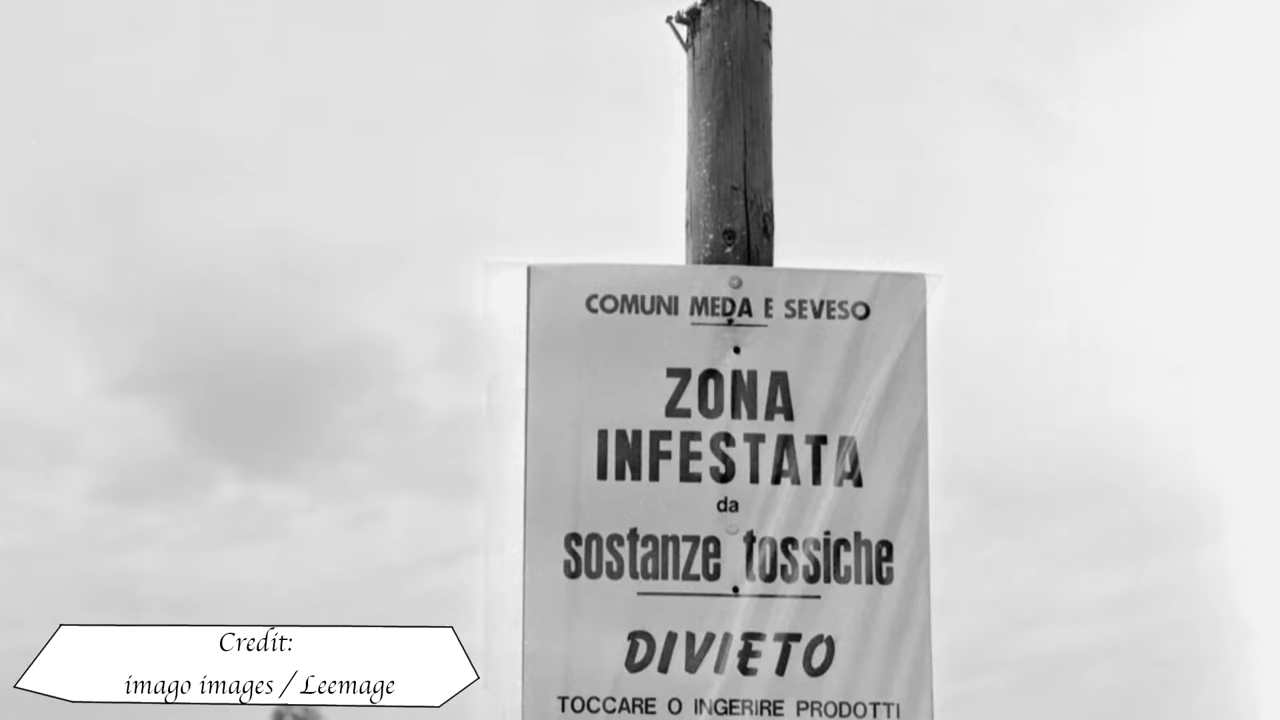 COMUNI MEDA E SEVESO
ZONA
INFESTATA
da
sostanze tossiche
DIVIETO
TOCCARE O INGERIRE PRODOTTI
Credit:
imago images / Leemage